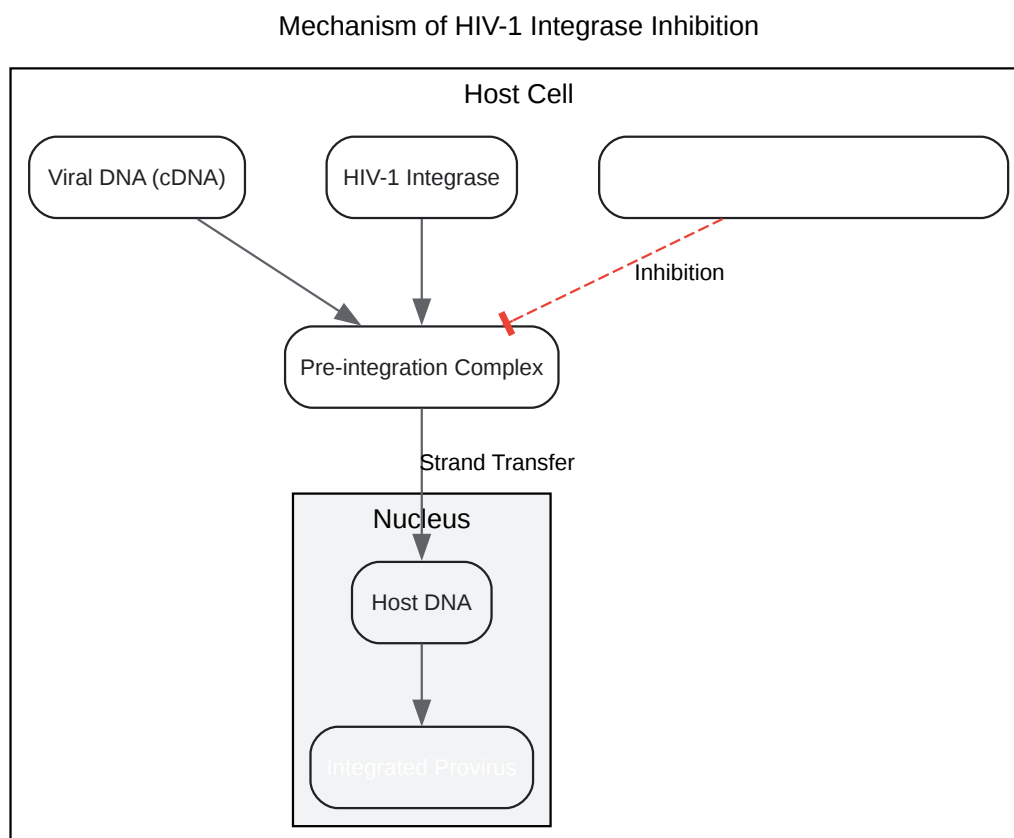 Mechanism of HIV-1 Integrase Inhibition
Host Cell
Viral DNA (cDNA)
HIV-1 Integrase
Inhibition
Pre-integration Complex
Strand Transfer
Nucleus
Host DNA
Integrated Provirus